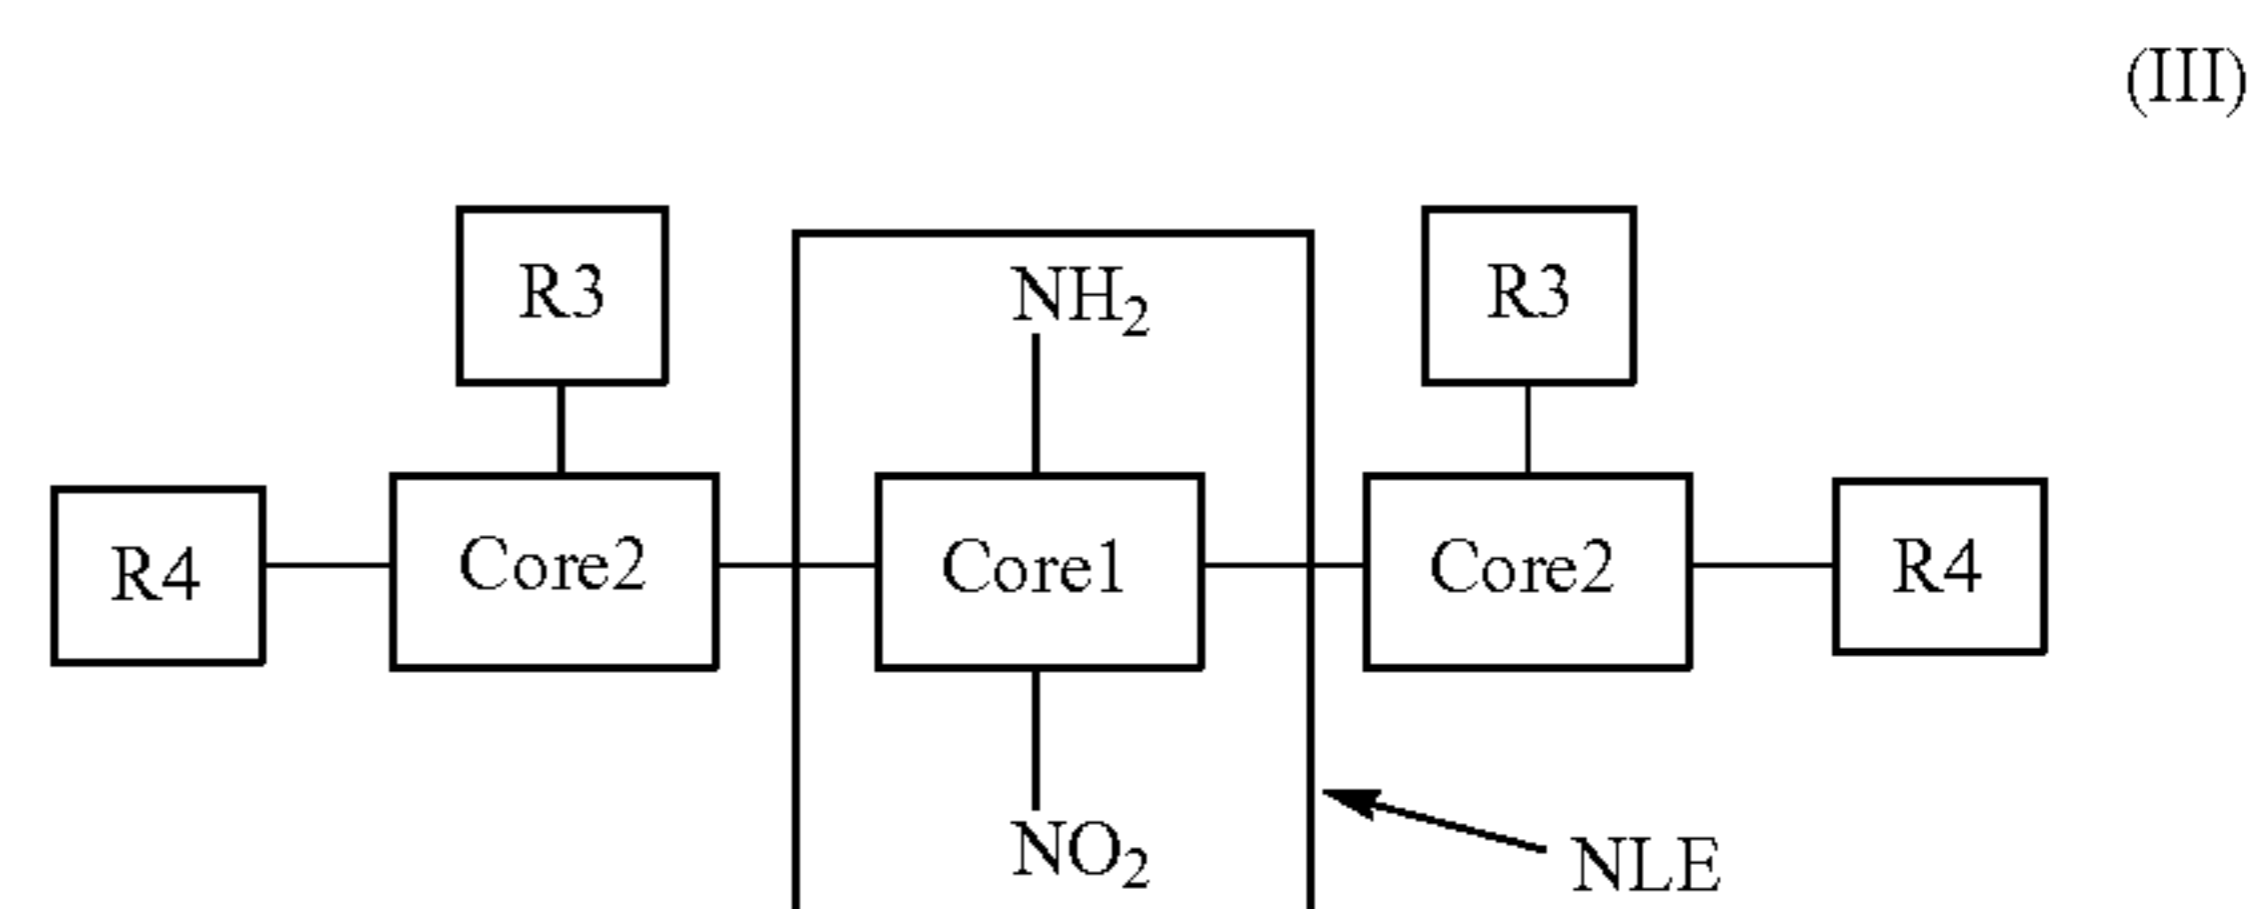 (III)
R3 NH₂ R3
R4 Core2 Core1 Core2 R4
NO₂ NLE